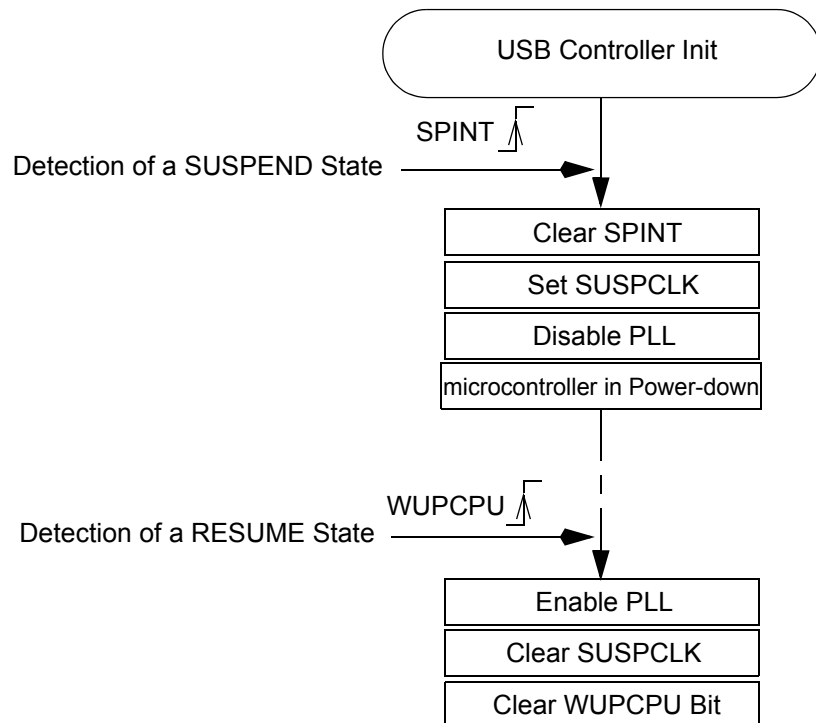 USB Controller Init
SPINT
Detection of a SUSPEND State
Clear SPINT
Set SUSPCLK
Disable PLL
microcontroller in Power-down
WUPCPU
Detection of a RESUME State
Enable PLL
Clear SUSPCLK
Clear WUPCPU Bit